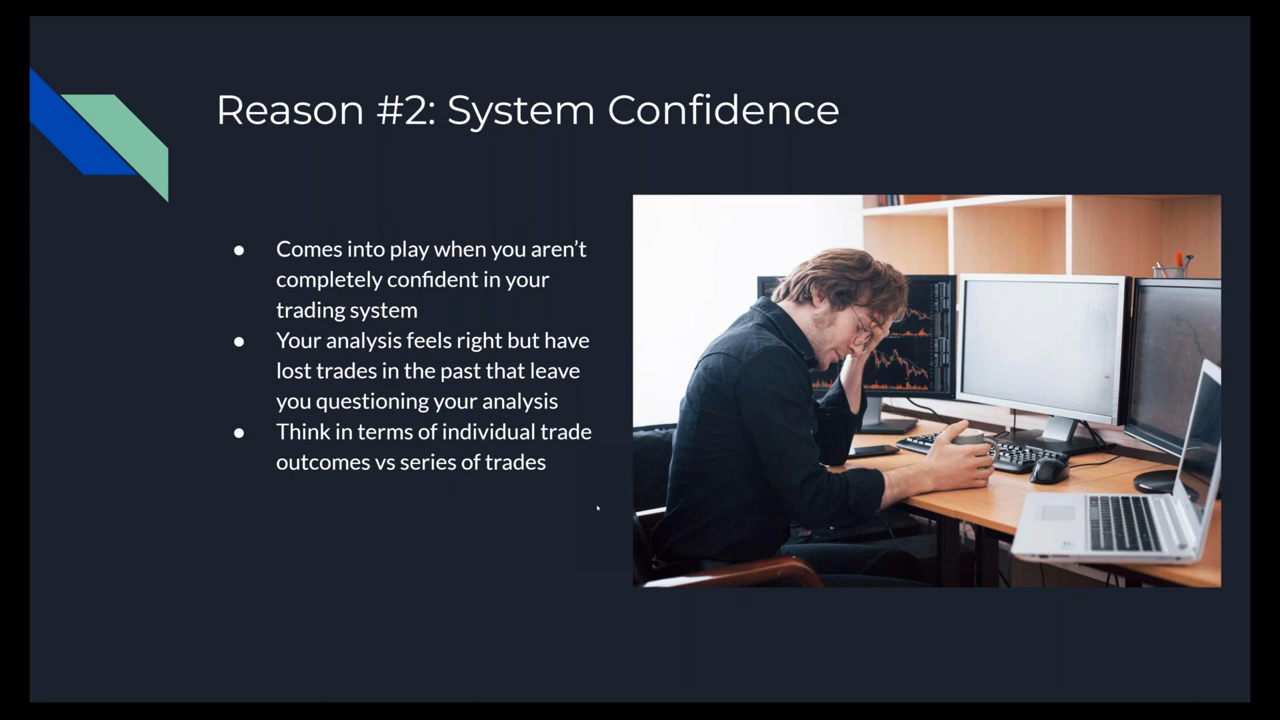 Reason #2: System Confidence
● Comes into play when you aren't
completely confident in your
trading system
● Your analysis feels right but have
lost trades in the past that leave
you questioning your analysis
● Think in terms of individual trade
outcomes vs series of trades